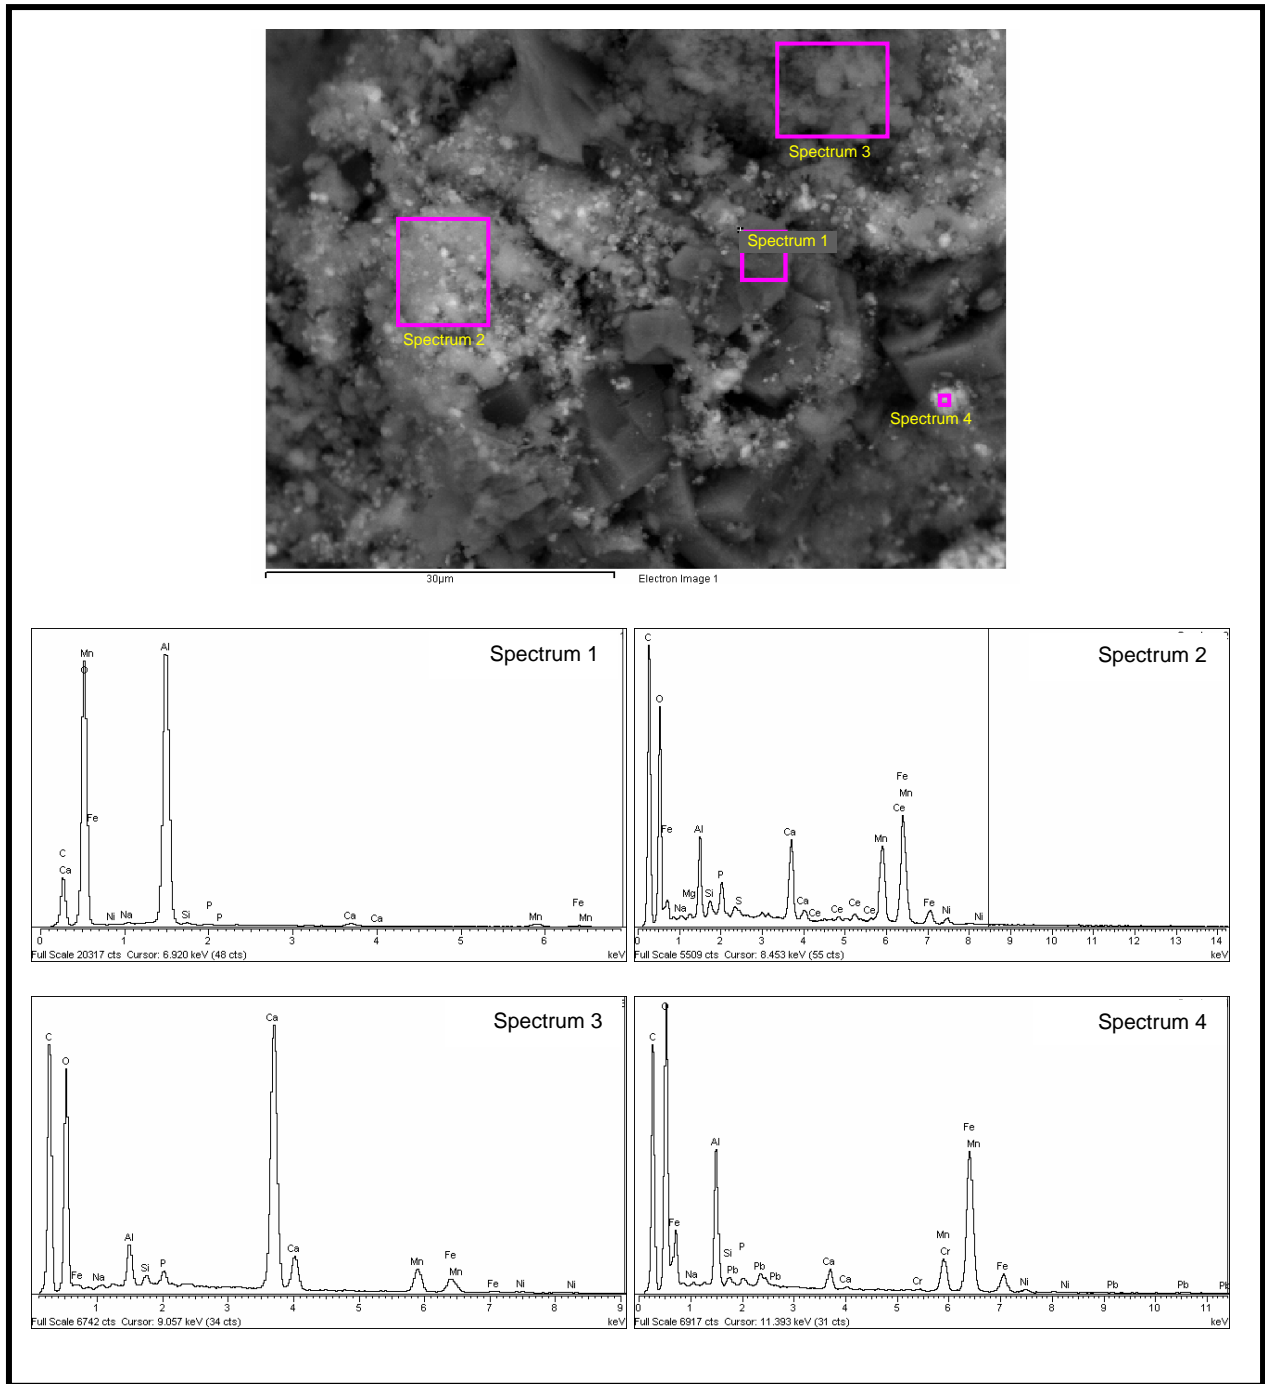 Spectrum 3
Spectrum 1
Spectrum 2
Spectrum 4
30µm Electron Image 1
Spectrum 1
Mn
O
Al
Fe
C
Ca
Ni Na Si P P Ca Ca Mn Fe Mn
0 1 2 3 4 5 6
Full Scale 20317 cts Cursor: 6.920 keV (48 cts) keV
Spectrum 2
C
O
Fe
Mn
Ce
Fe Al Ca Mn
Na Mg Si P S Ca Ce Ce Ce Ce Fe Ni Ni
0 1 2 3 4 5 6 7 8 9 10 11 12 13 14
Full Scale 5509 cts Cursor: 8.453 keV (55 cts) keV
Spectrum 3
Ca
C
O
Al Ca
Fe Na Si P Mn Fe Mn Fe Ni Ni
1 2 3 4 5 6 7 8 9
Full Scale 6742 cts Cursor: 9.057 keV (34 cts) keV
Spectrum 4
O
C
Fe
Mn
Al
Fe
Na Si Pb P Pb Pb Ca Ca Cr Mn Cr Fe Ni Ni Pb Pb Pb
0 1 2 3 4 5 6 7 8 9 10 11
Full Scale 6917 cts Cursor: 11.393 keV (31 cts) keV